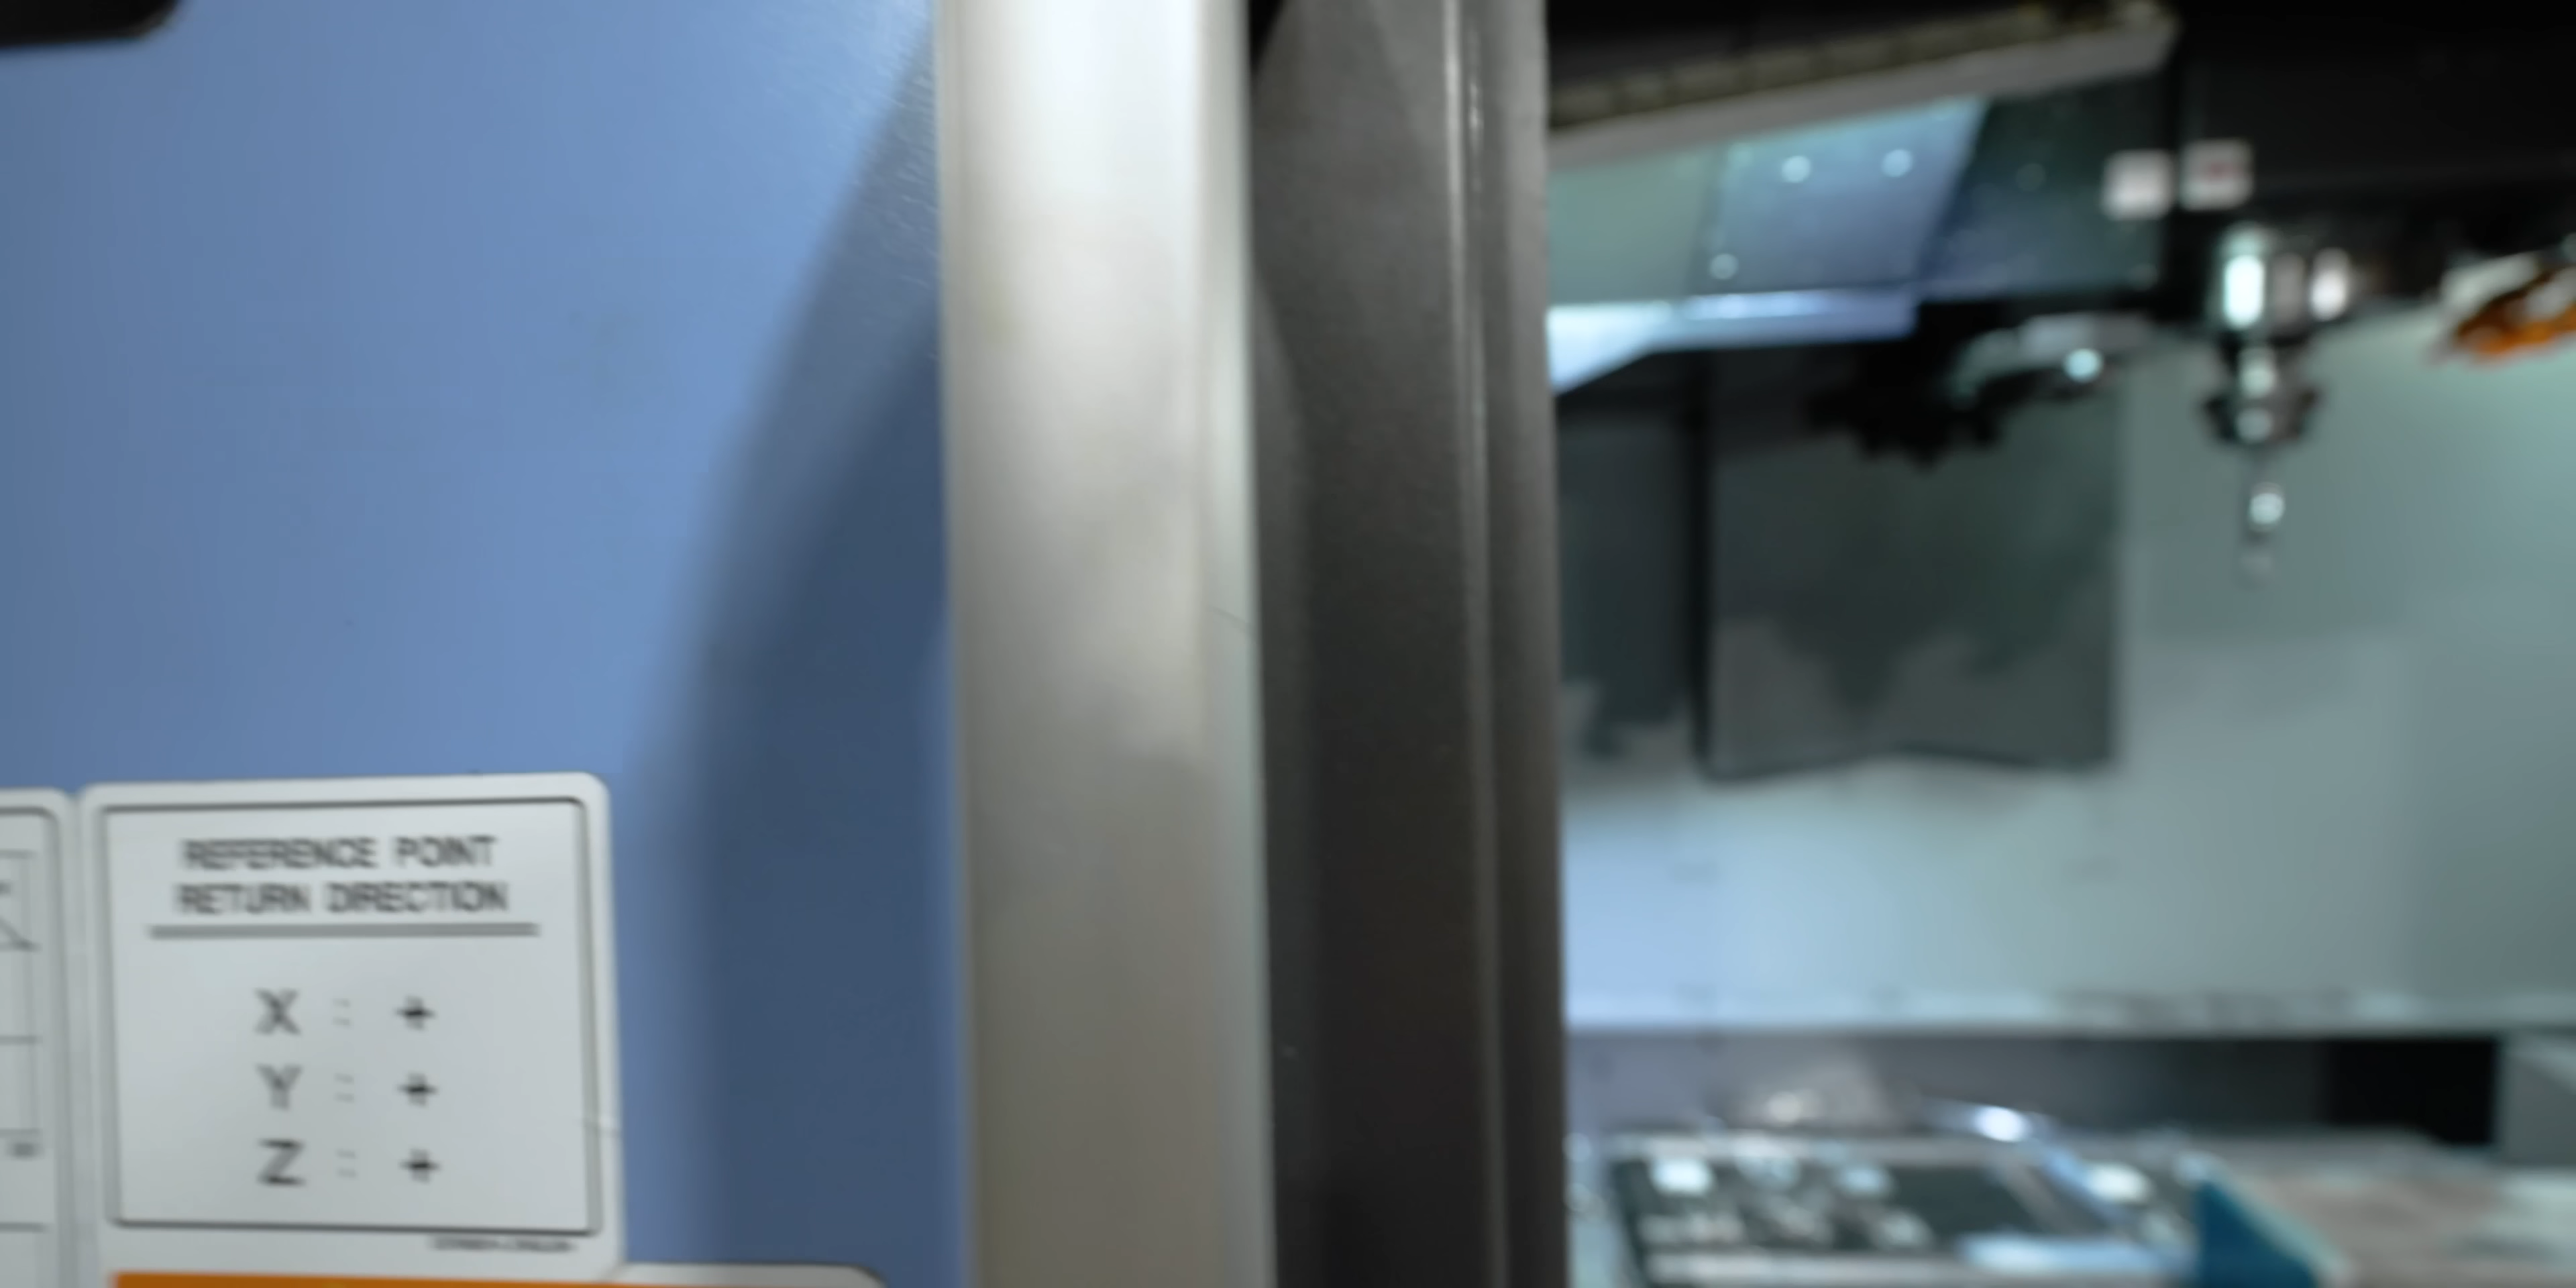 REFERENCE POINT
RETURN DIRECTION
X : +
Y : +
Z : +